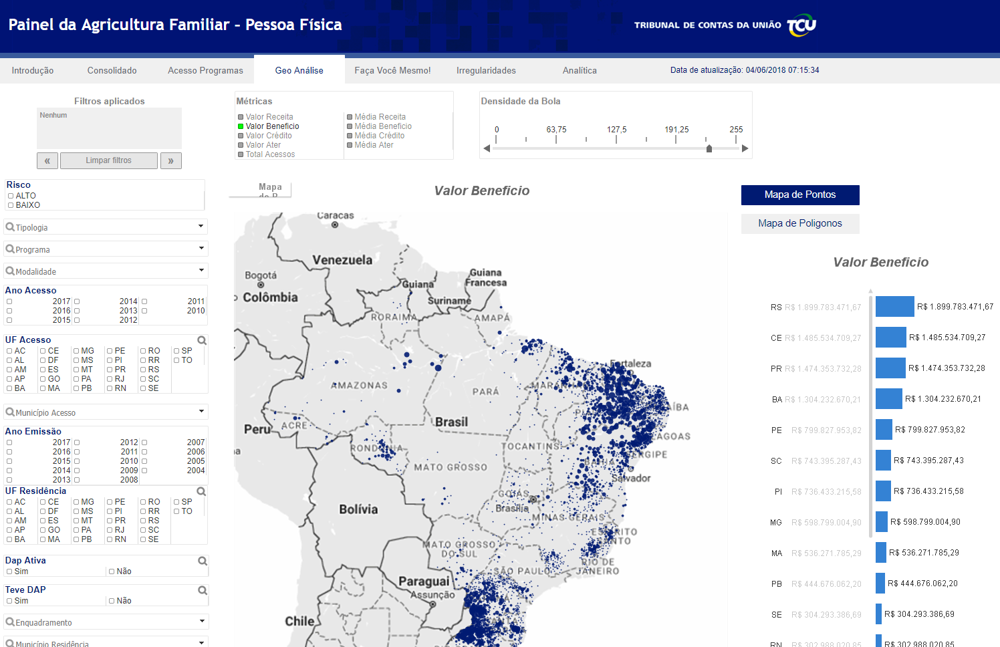 Painel da Agricultura Familiar - Pessoa Física
TRIBUNAL DE CONTAS DA UNIÃO TCU
Introdução Consolidado Acesso Programas Geo Análise Faça Você Mesmo! Irregularidades Analítica Data de atualização: 04/06/2018 07:15:34
Filtros aplicados
Nenhum
« Limpar filtros »
Métricas
Valor Receita Média Receita
Valor Beneficio Média Beneficio
Valor Crédito Média Crédito
Valor Ater Média Ater
Total Acessos
Densidade da Bola
0 63,75 127,5 191,25 255
Risco
ALTO
BAIXO
Tipologia
Programa
Modalidade
Ano Acesso
2017 2014 2011
2016 2013 2010
2015 2012
UF Acesso
AC CE MG PE RO SP
AL DF MS PI RR TO
AM ES MT PR RS
AP GO PA RJ SC
BA MA PB RN SE
Município Acesso
Ano Emissão
2017 2012 2007
2016 2011 2006
2015 2010 2005
2014 2009 2004
2013 2008
UF Residência
AC CE MG PE RO SP
AL DF MS PI RR TO
AM ES MT PR RS
AP GO PA RJ SC
BA MA PB RN SE
Dap Ativa
Sim Não
Teve DAP
Sim Não
Enquadramento
Município Residência
Mapa
Valor Beneficio
Caracas
Venezuela
Bogotá
Colômbia
Guiana
Guiana
Francesa
Suriname
RORAIMA
AMAPÁ
Fortaleza
AMAZONAS
PARÁ
ACRE
Peru
Brasil
RONDÔNIA
TOCANTINS
MATO GROSSO
BAHIA
Salvador
GOIÁS
Brasília
Bolívia
MINAS GERAIS
ESPÍRITO
SANTO
MATO GROSSO
DO SUL
RIO DE
JANEIRO
SÃO PAULO
Paraguai
Assunção
Chile
Mapa de Pontos
Mapa de Poligonos
Valor Beneficio
RS R$ 1.899.783.471,67 R$ 1.899.783.471,67
CE R$ 1.485.534.709,27 R$ 1.485.534.709,27
PR R$ 1.474.353.732,28 R$ 1.474.353.732,28
BA R$ 1.304.232.670,21 R$ 1.304.232.670,21
PE R$ 799.827.953,82 R$ 799.827.953,82
SC R$ 743.395.287,43 R$ 743.395.287,43
PI R$ 736.433.215,58 R$ 736.433.215,58
MG R$ 598.799.004,90 R$ 598.799.004,90
MA R$ 536.271.785,29 R$ 536.271.785,29
PB R$ 444.676.062,20 R$ 444.676.062,20
SE R$ 304.293.386,69 R$ 304.293.386,69
RN R$ 302.988.020,85 R$ 302.988.020,85